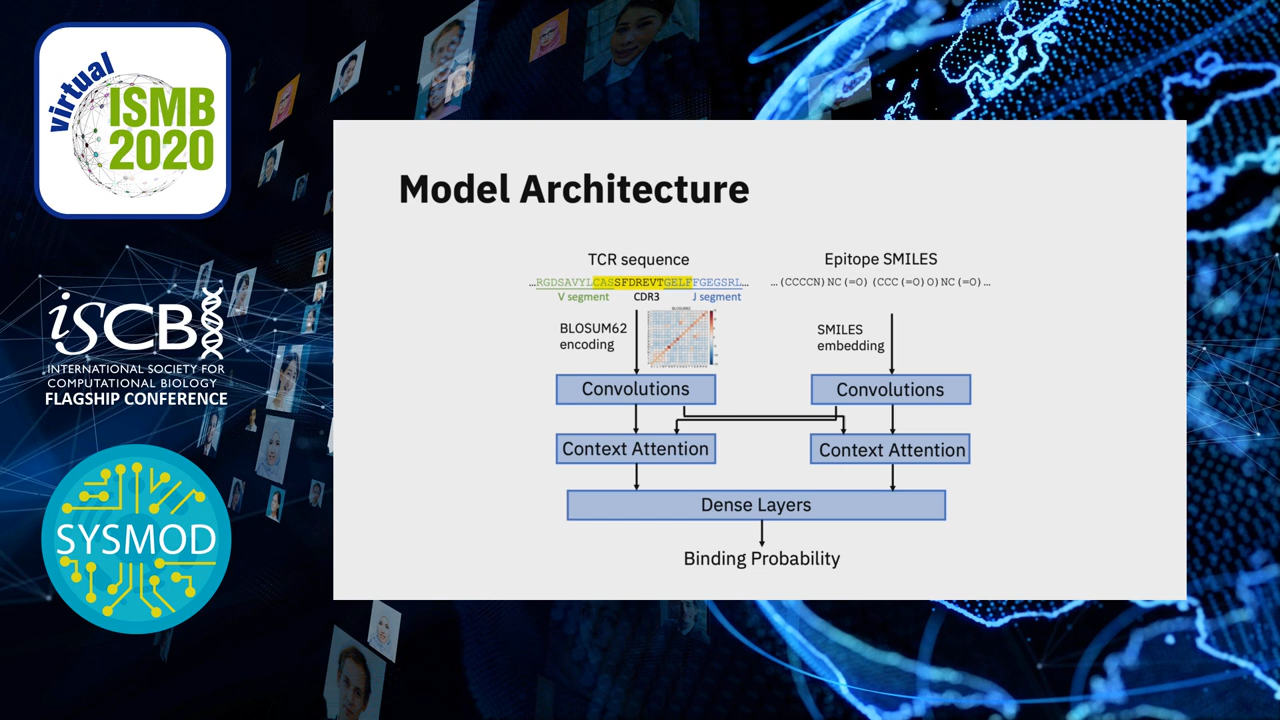 virtual
ISMB
2020
iSCB
INTERNATIONAL SOCIETY FOR
COMPUTATIONAL BIOLOGY
FLAGSHIP CONFERENCE
SYSMOD
Model Architecture
TCR sequence
...RGDSAVYLCASSFDREVTGELFFGEGSRL...
V segment CDR3 J segment
BLOSUM62
encoding
BLOSUM62
Convolutions
Context Attention
Epitope SMILES
...(CCCCN)NC(=O)(CCC(=O)O)NC(=O)...
SMILES
embedding
Convolutions
Context Attention
Dense Layers
Binding Probability